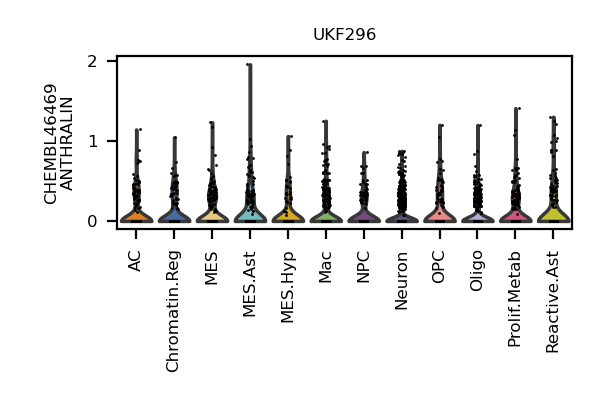 UKF296
CHEMBL46469
ANTHRALIN
2
1
0
AC
Chromatin.Reg
MES
MES.Ast
MES.Hyp
Mac
NPC
Neuron
OPC
Oligo
Prolif.Metab
Reactive.Ast